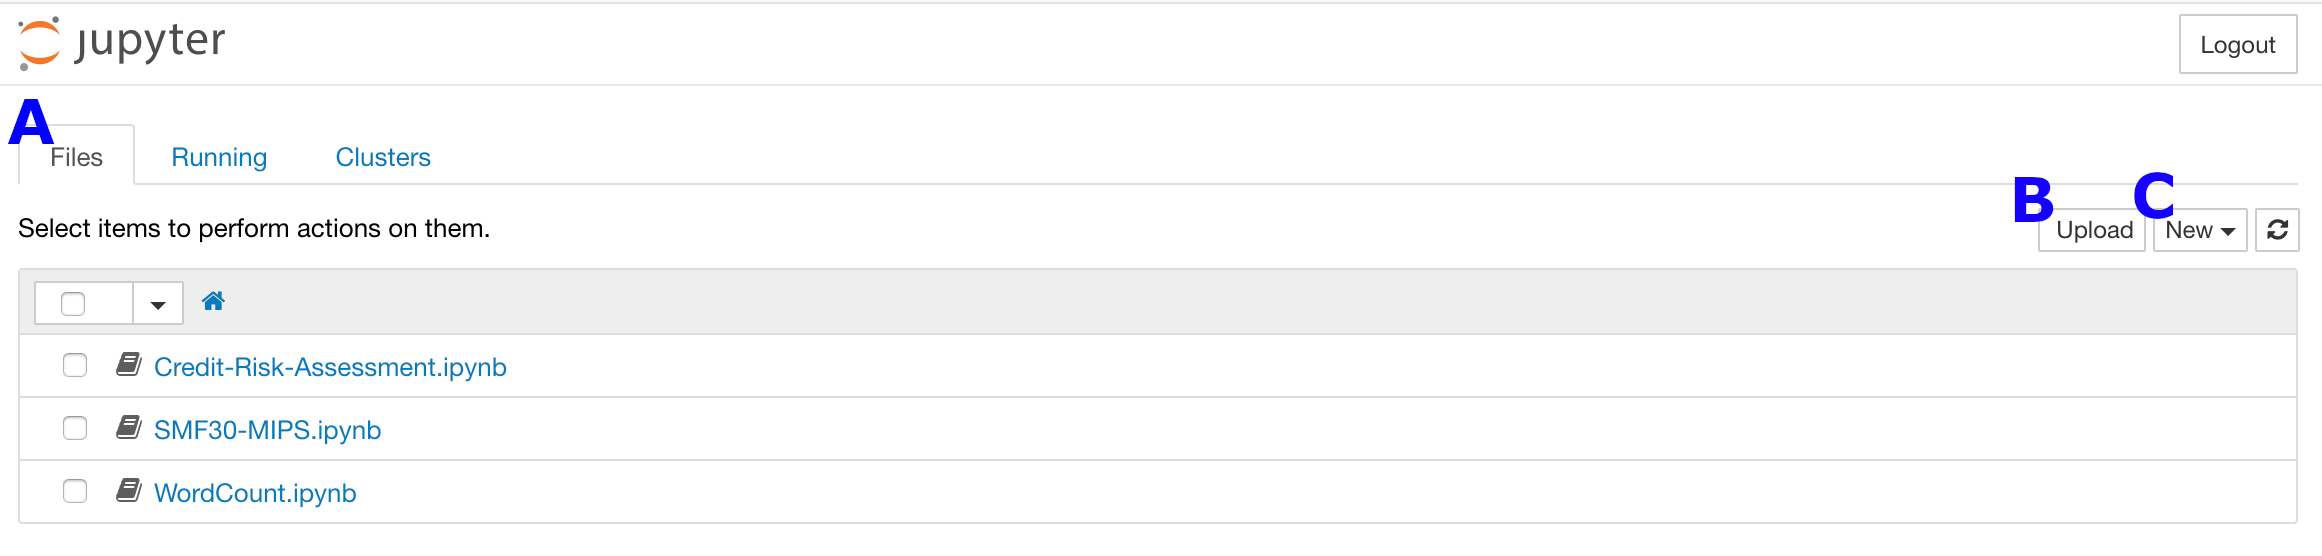 jupyter
Logout
A
Files Running Clusters
B C
Select items to perform actions on them. Upload New
Credit-Risk-Assessment.ipynb
SMF30-MIPS.ipynb
WordCount.ipynb